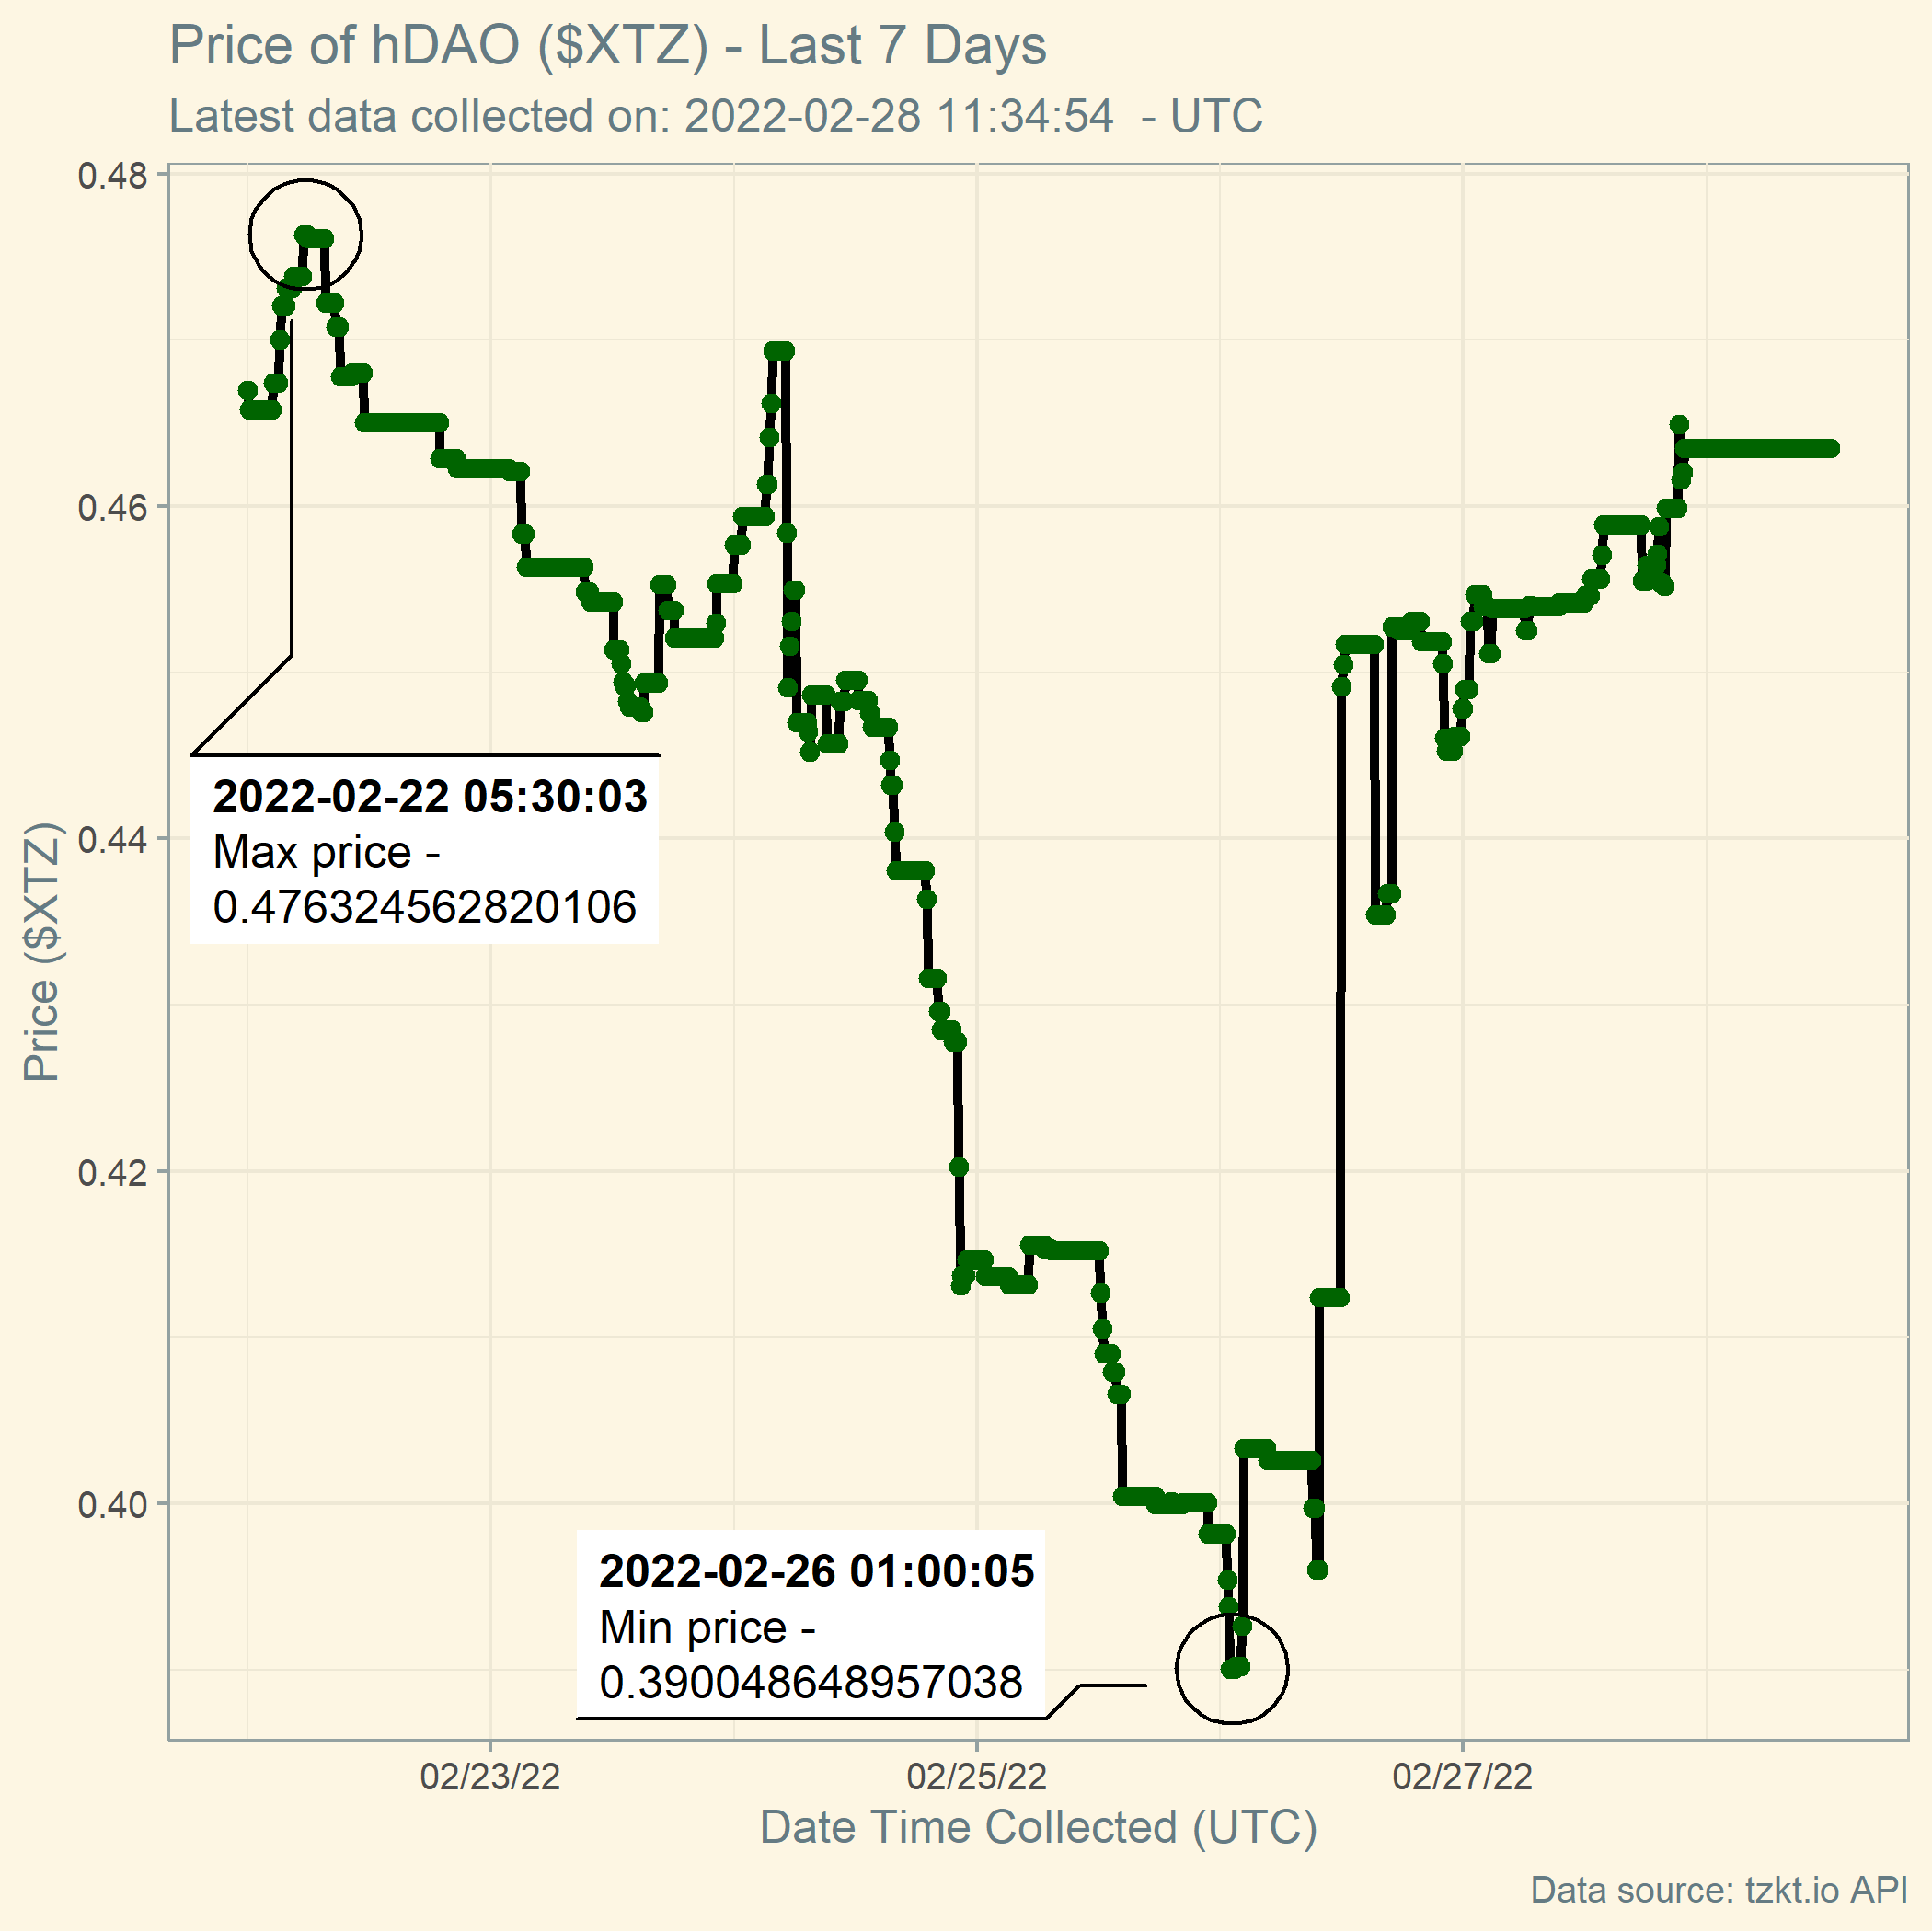 Price of hDAO ($XTZ) - Last 7 Days
Latest data collected on: 2022-02-28 11:34:54  - UTC
0.48
0.46
0.44
0.42
0.40
Price ($XTZ)
2022-02-22 05:30:03
Max price -
0.476324562820106
2022-02-26 01:00:05
Min price -
0.390048648957038
02/23/22
02/25/22
02/27/22
Date Time Collected (UTC)
Data source: tzkt.io API